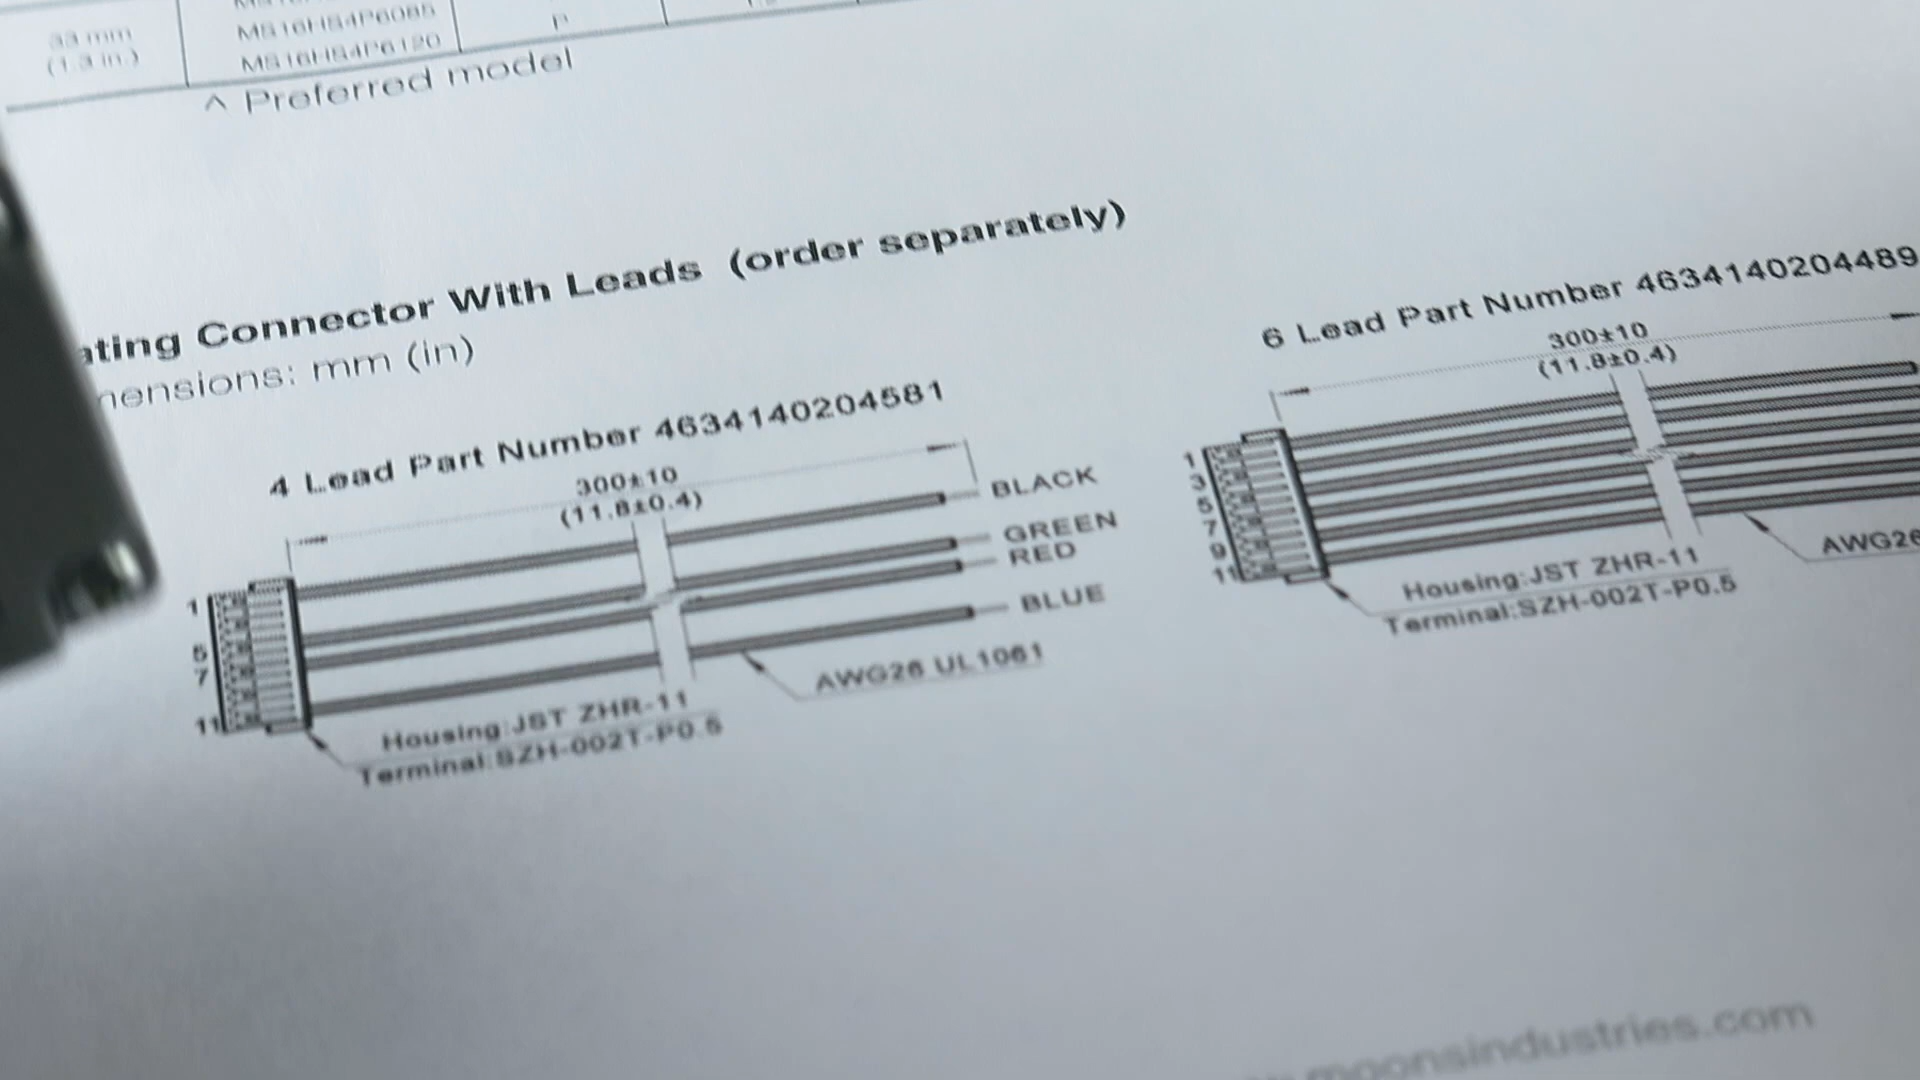 33 mm
(1.3 in.)
MS16HS4P6085
MS16HS4P6120
P
^ Preferred model
ating Connector With Leads (order separately)
mensions: mm (in)
4 Lead Part Number 4634140204581
300±10
(11.8±0.4)
BLACK
GREEN
RED
BLUE
1
5
7
11
AWG26 UL1061
Housing:JST ZHR-11
Terminal:SZH-002T-P0.5
6 Lead Part Number 4634140204489
300±10
(11.8±0.4)
1
3
5
7
9
11
AWG26
Housing:JST ZHR-11
Terminal:SZH-002T-P0.5
moonsindustries.com